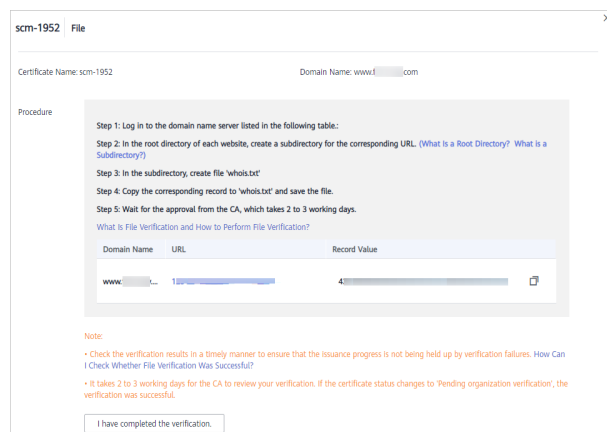 scm-1952 File
Certificate Name: scm-1952 Domain Name: www.f com
Procedure
Step 1: Log in to the domain name server listed in the following table.:
Step 2: In the root directory of each website, create a subdirectory for the corresponding URL. (What Is a Root Directory? What is a
Subdirectory?)
Step 3: In the subdirectory, create file 'whois.txt'
Step 4: Copy the corresponding record to 'whois.txt' and save the file.
Step 5: Wait for the approval from the CA, which takes 2 to 3 working days.
What Is File Verification and How to Perform File Verification?
Domain Name URL Record Value
www.
Note:
• Check the verification results in a timely manner to ensure that the issuance progress is not being held up by verification failures. How Can
I Check Whether File Verification Was Successful?
• It takes 2 to 3 working days for the CA to review your verification. If the certificate status changes to 'Pending organization verification', the
verification was successful.
I have completed the verification.